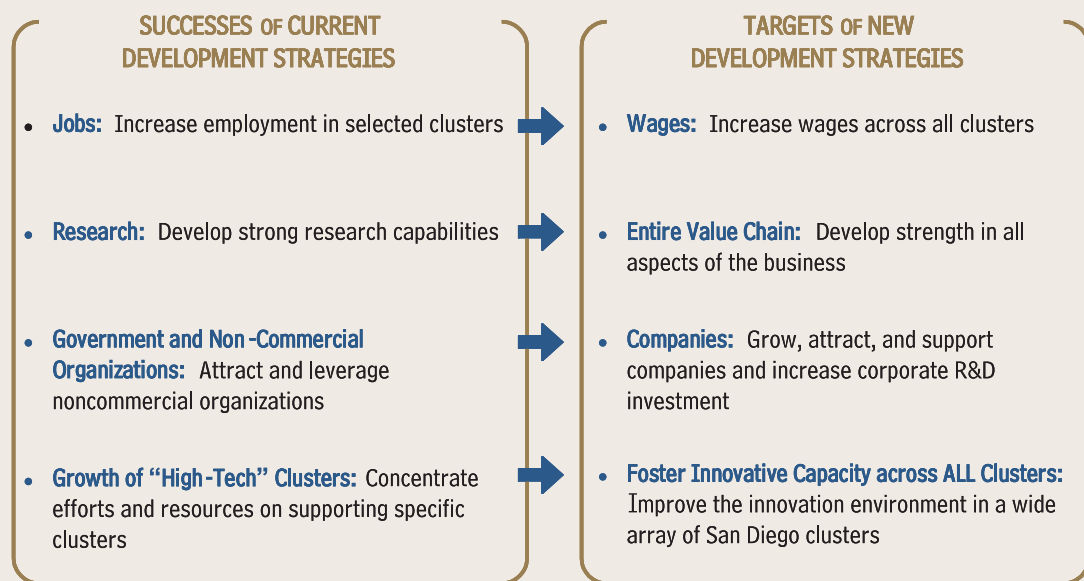 SUCCESSES OF CURRENT
DEVELOPMENT STRATEGIES
• Jobs: Increase employment in selected clusters
• Research: Develop strong research capabilities
• Government and Non-Commercial
Organizations: Attract and leverage
noncommercial organizations
• Growth of “High-Tech” Clusters: Concentrate
efforts and resources on supporting specific
clusters
TARGETS OF NEW
DEVELOPMENT STRATEGIES
• Wages: Increase wages across all clusters
• Entire Value Chain: Develop strength in all
aspects of the business
• Companies: Grow, attract, and support
companies and increase corporate R&D
investment
• Foster Innovative Capacity across ALL Clusters:
Improve the innovation environment in a wide
array of San Diego clusters